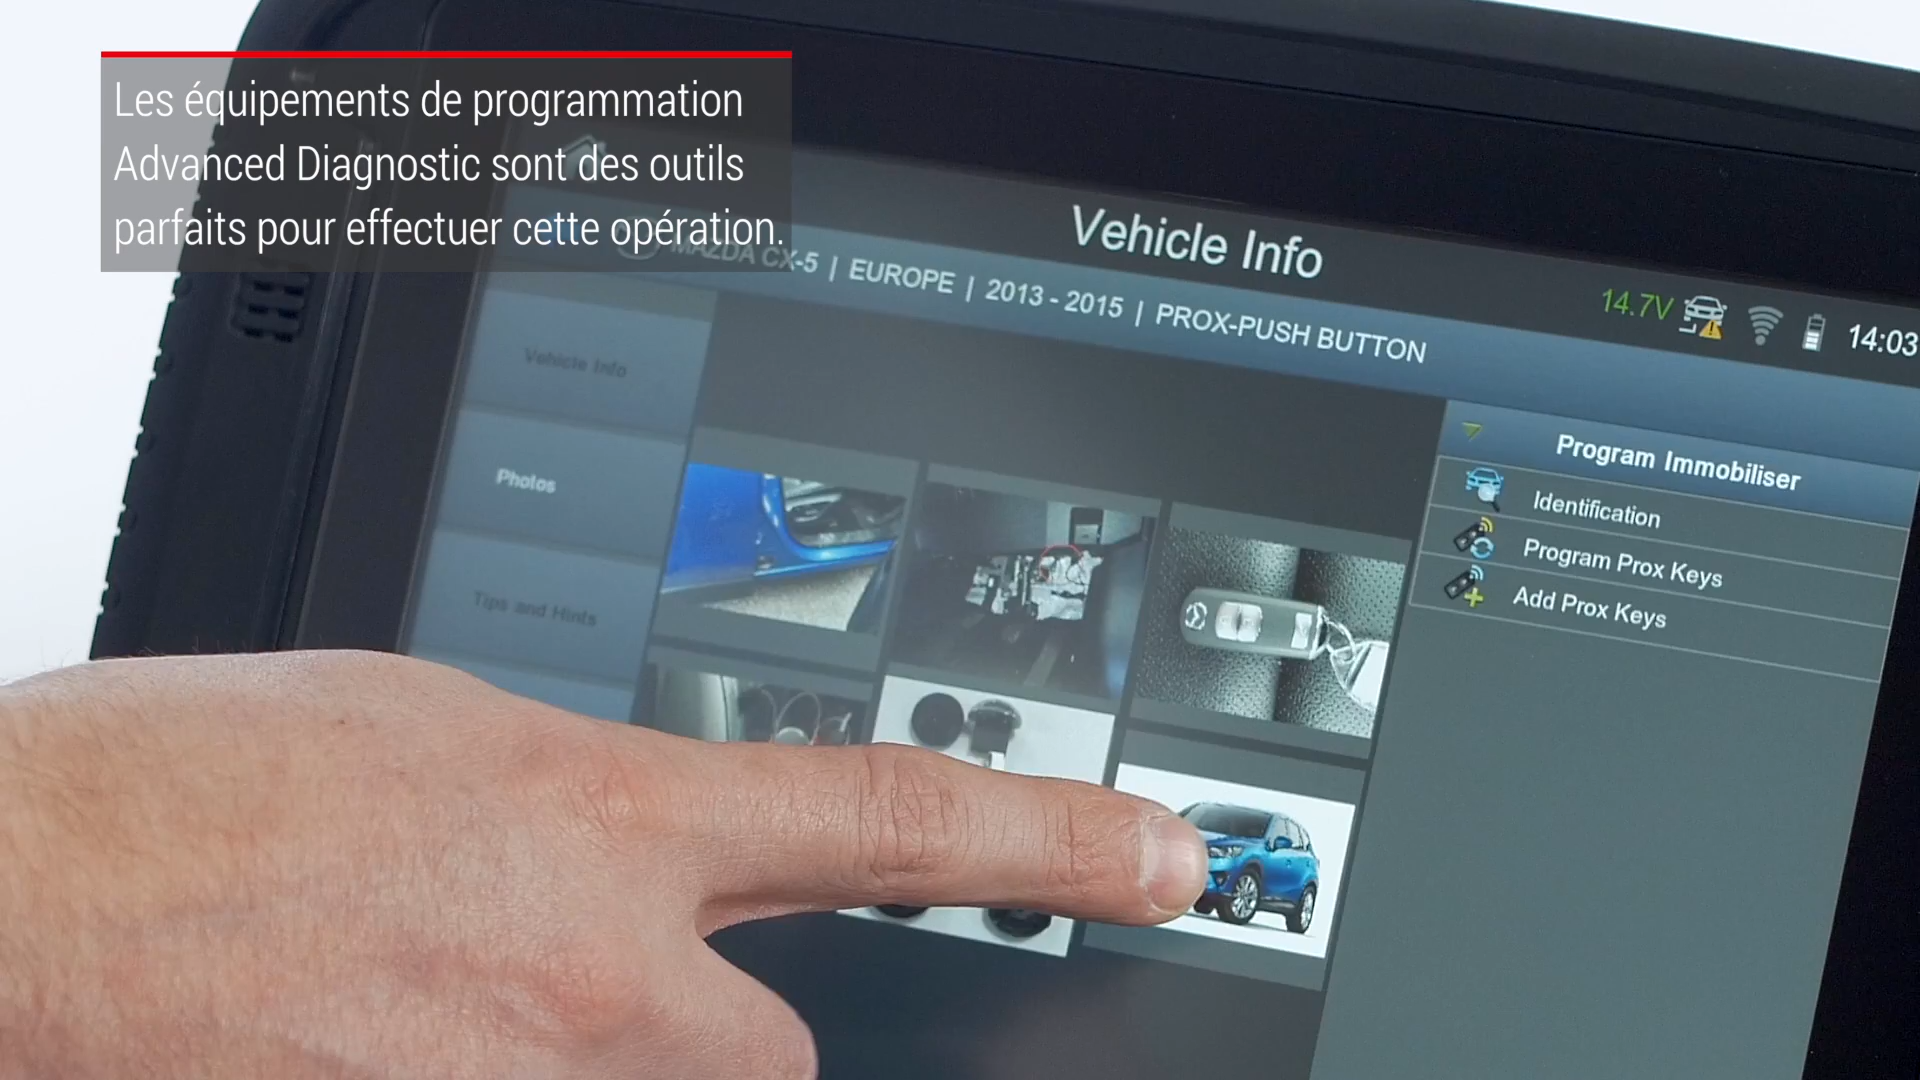 Les équipements de programmation
Advanced Diagnostic sont des outils
parfaits pour effectuer cette opération.
Vehicle Info
MAZDA CX-5 | EUROPE | 2013 - 2015 | PROX-PUSH BUTTON
14.7V
14:03
Vehicle Info
Photos
Tips and Hints
Program Immobiliser
Identification
Program Prox Keys
Add Prox Keys